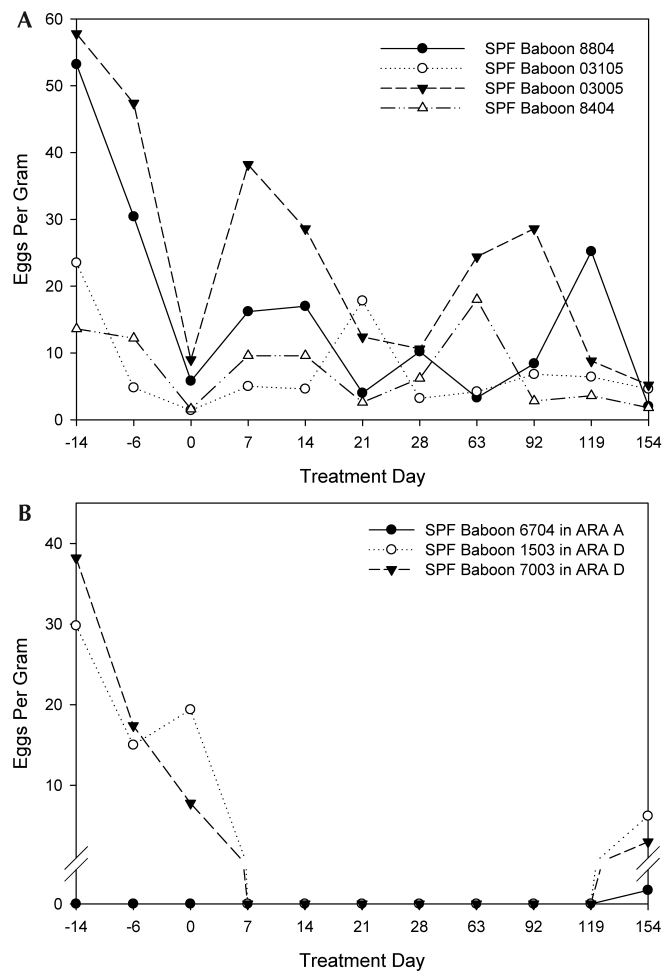 A
60
50
40
30
20
10
0
Eggs Per Gram
SPF Baboon 8804
SPF Baboon 03105
SPF Baboon 03005
SPF Baboon 8404
-14 -6 0 7 14 21 28 63 92 119 154
Treatment Day
B
40
30
20
10
0
Eggs Per Gram
SPF Baboon 6704 in ARA A
SPF Baboon 1503 in ARA D
SPF Baboon 7003 in ARA D
-14 -6 0 7 14 21 28 63 92 119 154
Treatment Day